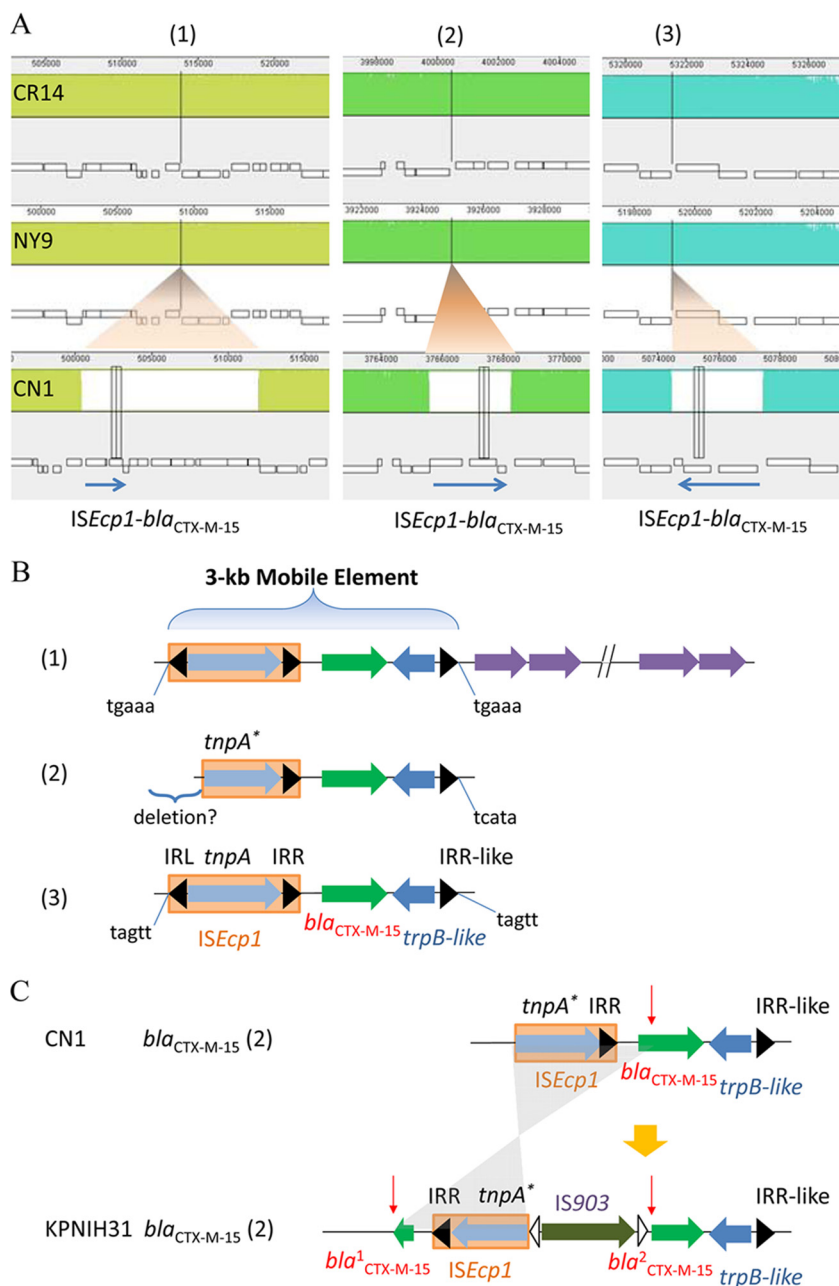 A
(1) (2) (3)
505000 510000 515000 520000
3998000 4000000 4002000 4004000
5320000 5322000 5324000 5326000
CR14
500000 505000 510000 515000
3922000 3924000 3926000 3928000
5198000 5200000 5202000 5204000
NY9
500000 505000 510000 515000
3764000 3766000 3768000 3770000
5074000 5076000 5078000
CN1
ISEcp1-blaCTX-M-15 ISEcp1-blaCTX-M-15 ISEcp1-blaCTX-M-15
B
3-kb Mobile Element
(1)
tgaaa tgaaa
tnpA*
(2)
deletion? tcata
IRL tnpA IRR IRR-like
(3)
tagtt tagtt
ISEcp1 blaCTX-M-15 trpB-like
C
tnpA* IRR IRR-like
CN1 blaCTX-M-15 (2)
ISEcp1 blaCTX-M-15 trpB-like
IRR tnpA* IS903 IRR-like
KPNIH31 blaCTX-M-15 (2)
bla1CTX-M-15 ISEcp1 bla2CTX-M-15 trpB-like